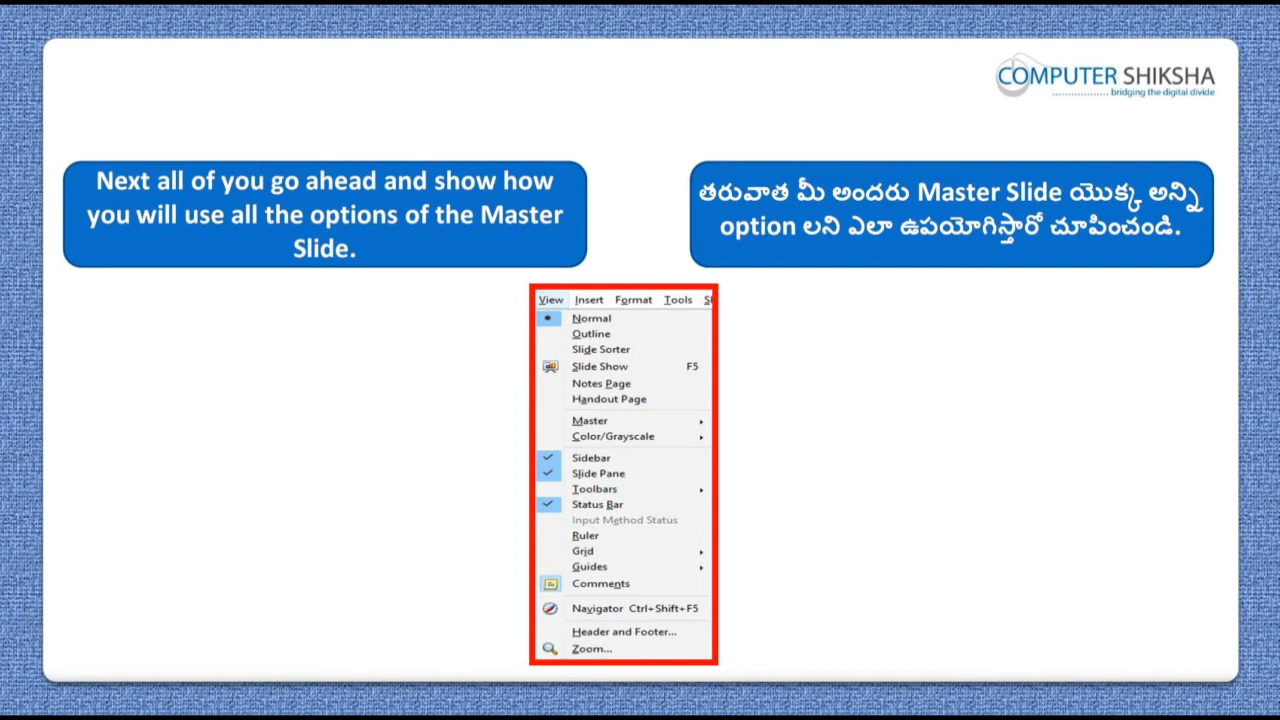 COMPUTER SHIKSHA
.................. bridging the digital divide
Next all of you go ahead and show how
you will use all the options of the Master
Slide.
తరువాత మీ అందరు Master Slide యొక్క అన్ని
option లని ఎలా ఉపయోగిస్తారో చూపించండి.
View Insert Format Tools
Normal
Outline
Slide Sorter
Slide Show F5
Notes Page
Handout Page
Master
Color/Grayscale
Sidebar
Slide Pane
Toolbars
Status Bar
Input Method Status
Ruler
Grid
Guides
Comments
Navigator Ctrl+Shift+F5
Header and Footer...
Zoom...